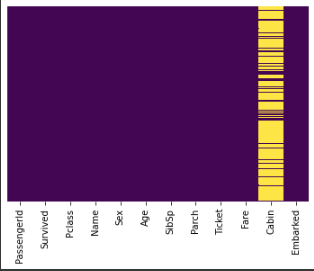 PassengerId
Survived
Pclass
Name
Sex
Age
SibSp
Parch
Ticket
Fare
Cabin
Embarked